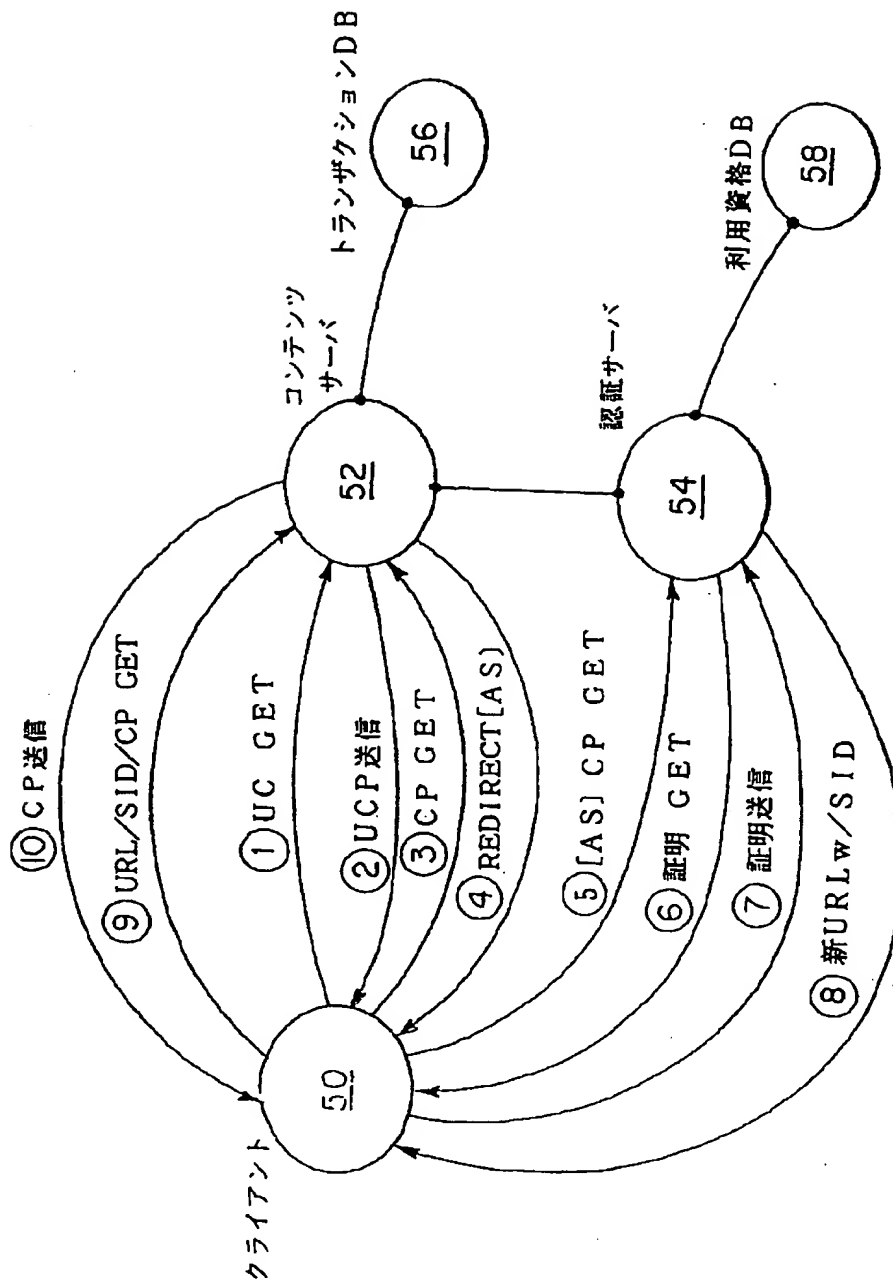 ⑩CP送信
⑨URL/SID/CP GET
①UC GET
②UCP送信
③CP GET
④REDIRECT[AS]
⑤[AS]CP GET
⑥証明 GET
⑦証明送信
⑧新URLw/SID
クライアント
50
コンテンツ
サーバ
52
トランザクションDB
56
認証サーバ
54
利用資格DB
58